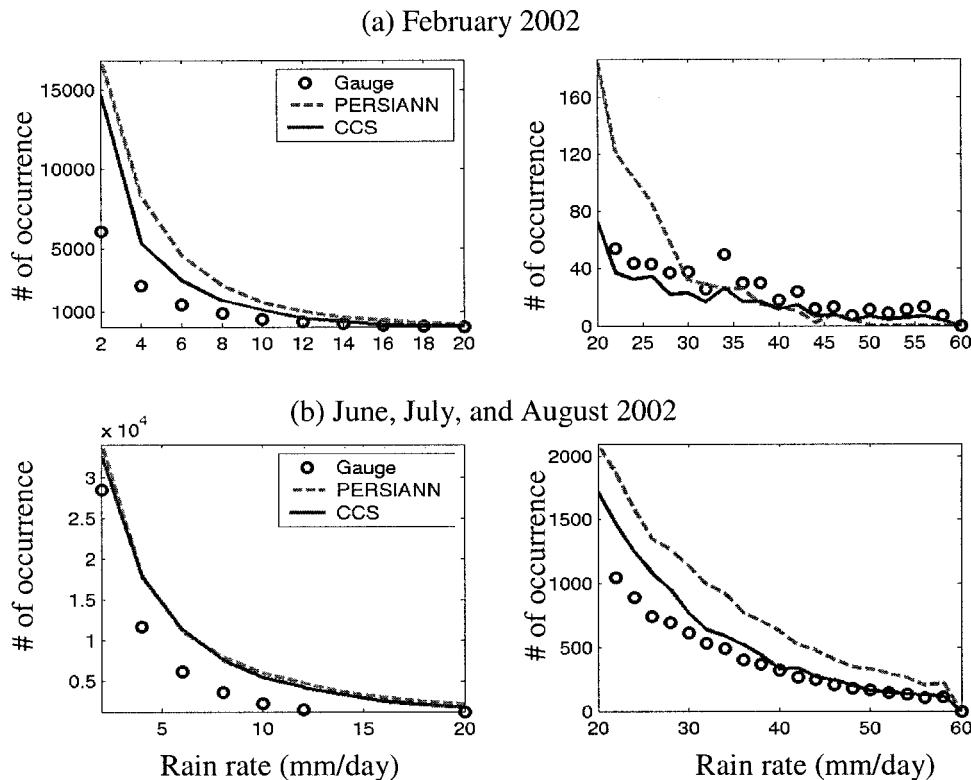 (a) February 2002
# of occurrence
15000
10000
5000
1000
2 4 6 8 10 12 14 16 18 20
Gauge
PERSIANN
CCS
# of occurrence
160
120
80
40
0
20 25 30 35 40 45 50 55 60
(b) June, July, and August 2002
x 10^4
# of occurrence
3
2.5
2
1.5
1
0.5
5 10 15 20
Gauge
PERSIANN
CCS
Rain rate (mm/day)
# of occurrence
2000
1500
1000
500
0
20 30 40 50 60
Rain rate (mm/day)